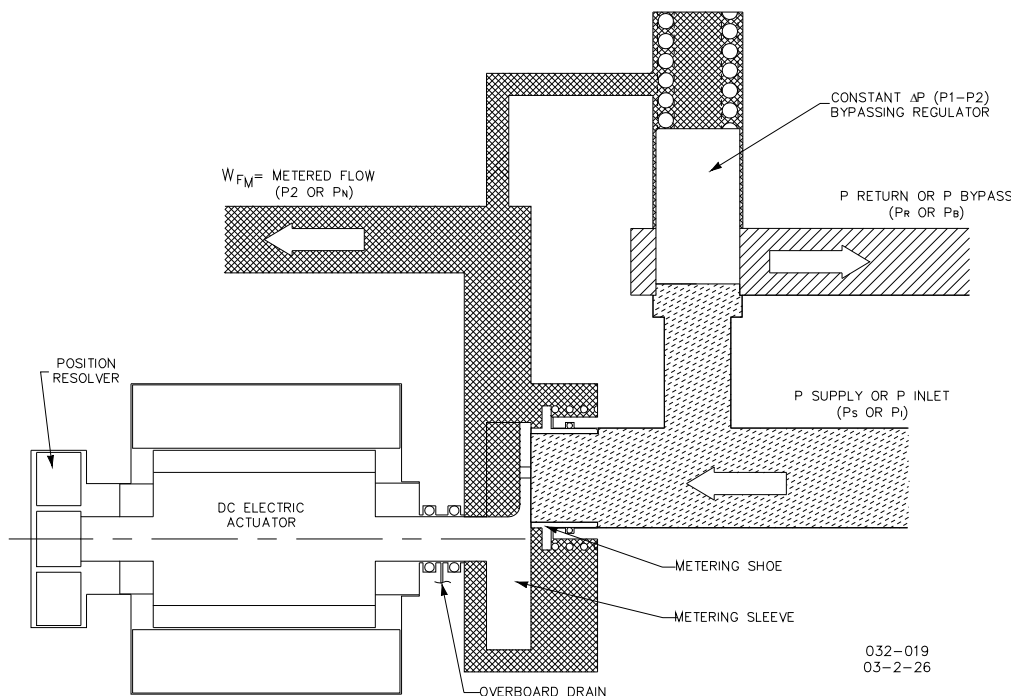 CONSTANT ΔP (P1–P2)
BYPASSING REGULATOR
WFM= METERED FLOW
(P2 OR PN)
P RETURN OR P BYPASS
(PR OR PB)
POSITION
RESOLVER
P SUPPLY OR P INLET
(PS OR P1)
DC ELECTRIC
ACTUATOR
METERING SHOE
METERING SLEEVE
OVERBOARD DRAIN
032–019
03–2–26